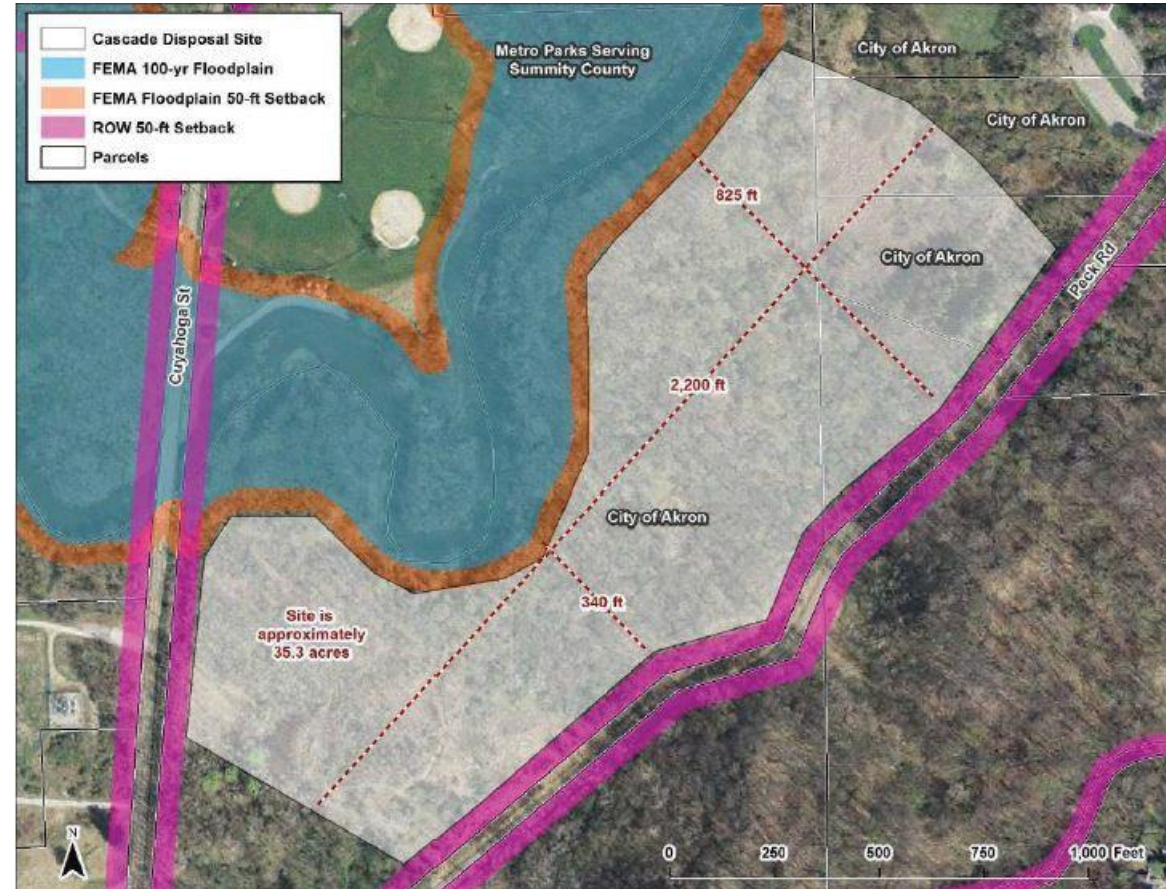 Cascade Disposal Site
FEMA 100-yr Floodplain
FEMA Floodplain 50-ft Setback
ROW 50-ft Setback
Parcels
Metro Parks Serving
Summity County
City of Akron
City of Akron
825 ft
City of Akron
Peck Rd
Cuyahoga St
2,200 ft
City of Akron
340 ft
Site is
approximately
35.3 acres
N
0 250 500 750 1,000 Feet